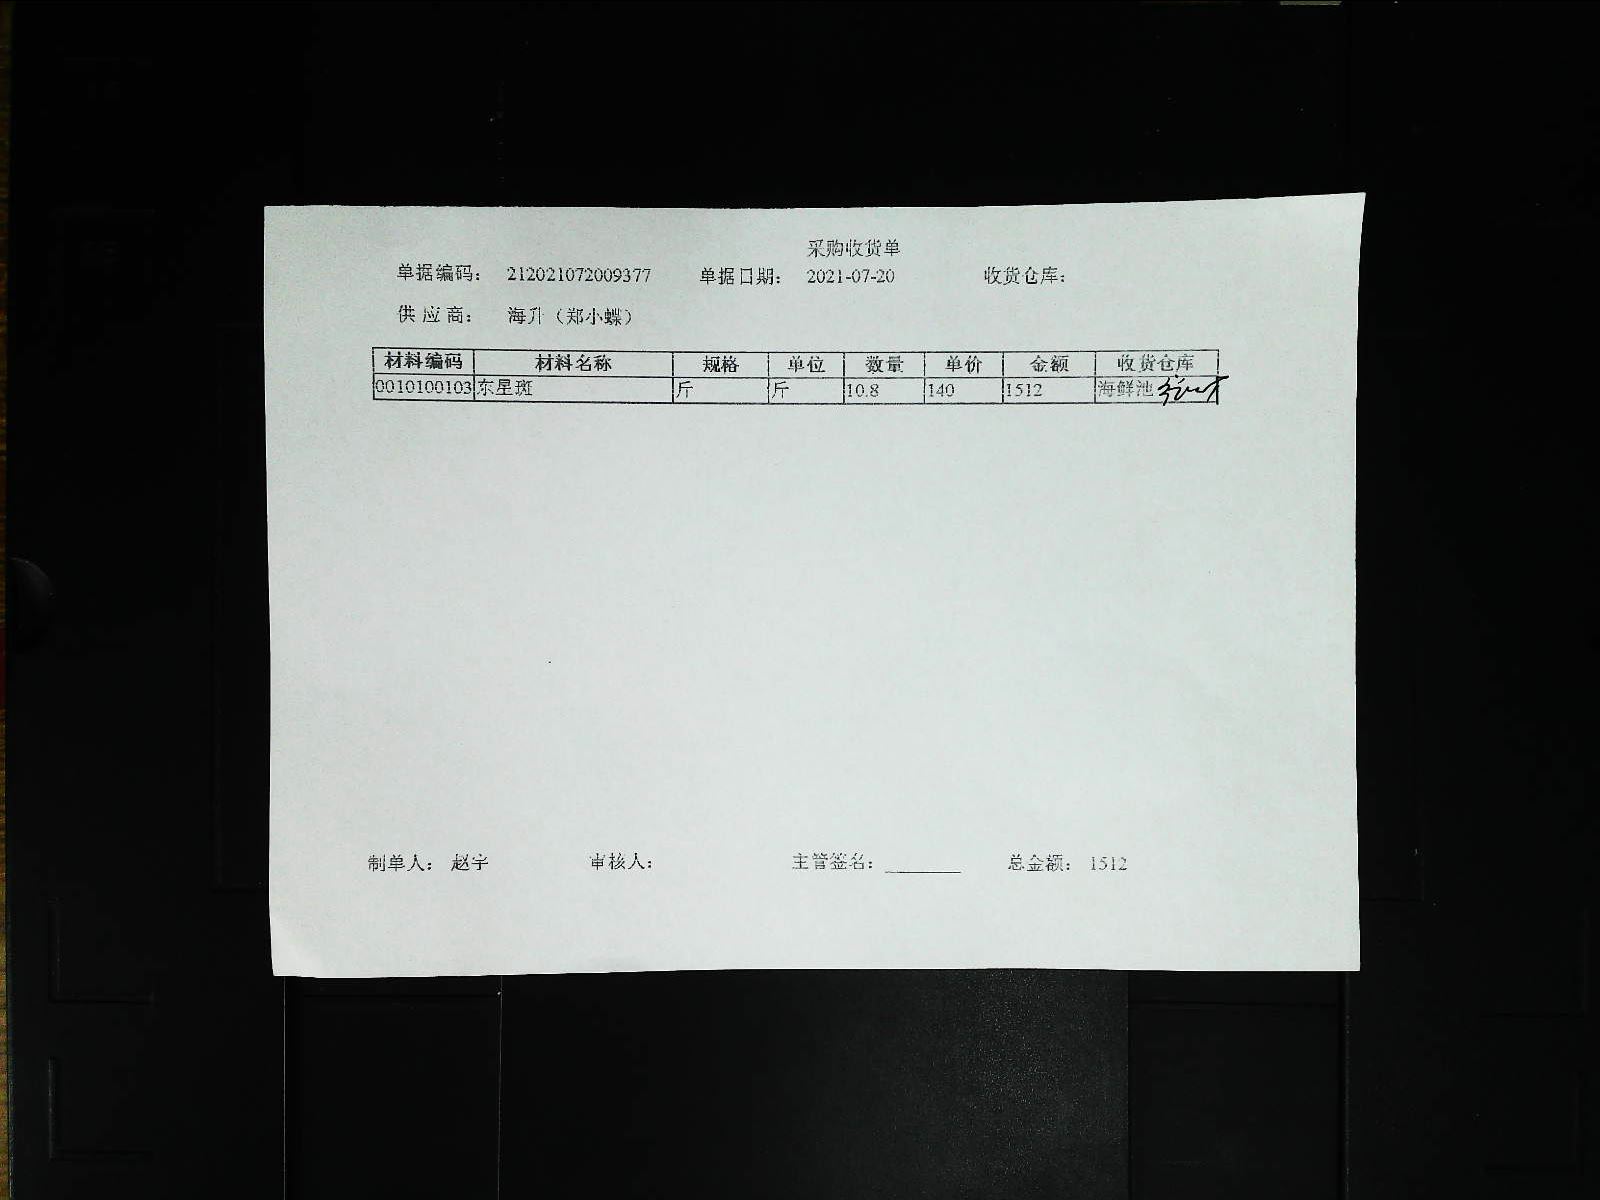 采购收货单
单据编码: 212021072009377 单据日期: 2021-07-20 收货仓库:
供应商: 海升（郑小蝶）
材料编码 材料名称 规格 单位 数量 单价 金额 收货仓库
0010100103 东星斑 斤 斤 10.8 140 1512 海鲜池
制单人: 赵宇 审核人: 主管签名: 总金额: 1512